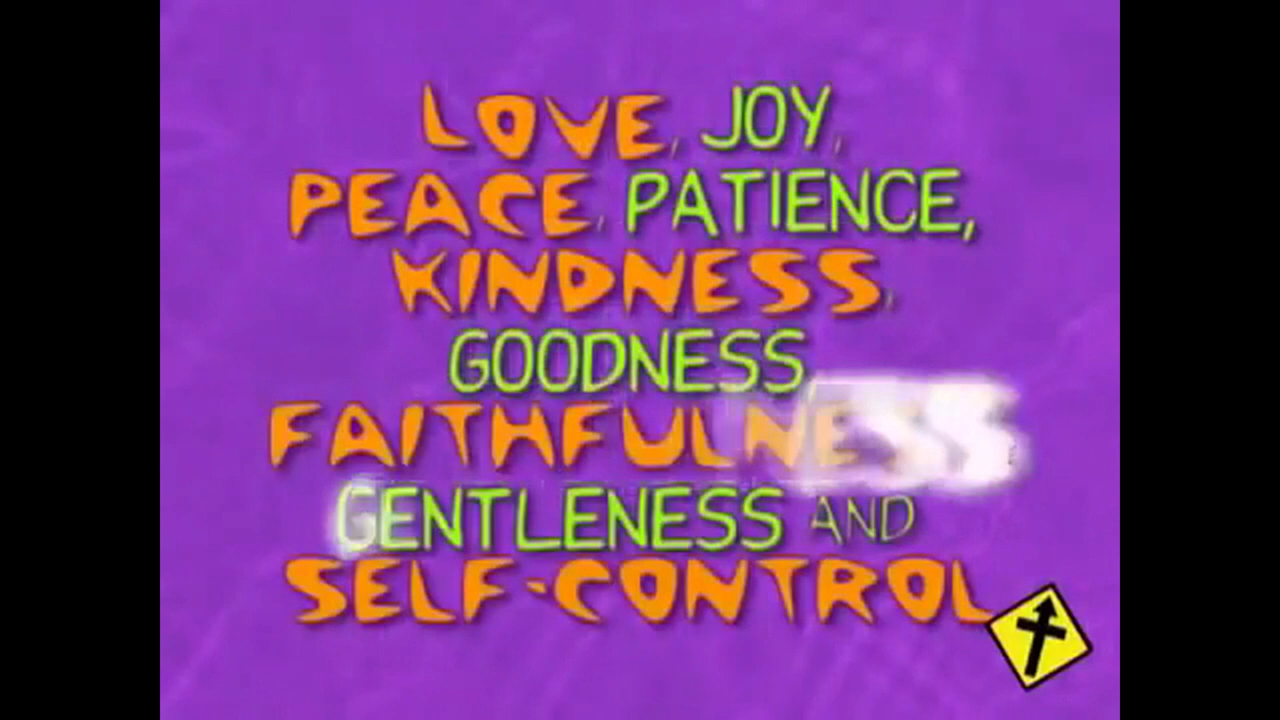 LOVE, JOY,
PEACE, PATIENCE,
KINDNESS,
GOODNESS,
FAITHFULNESS
GENTLENESS AND
SELF-CONTROL